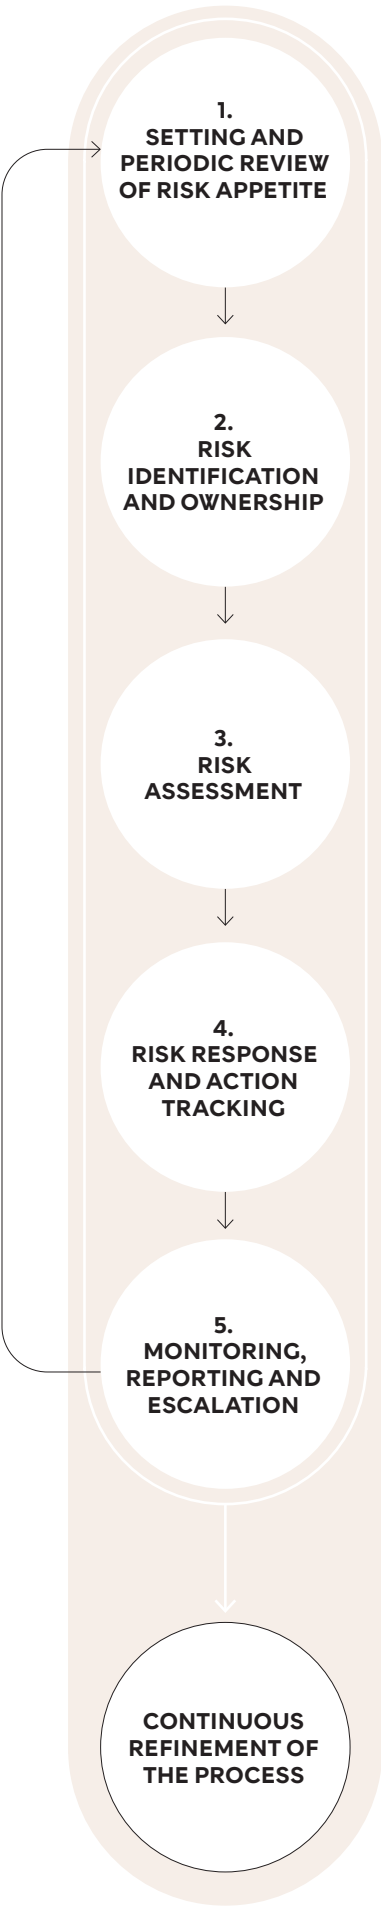 1.
SETTING AND
PERIODIC REVIEW
OF RISK APPETITE
2.
RISK
IDENTIFICATION
AND OWNERSHIP
3.
RISK
ASSESSMENT
4.
RISK RESPONSE
AND ACTION
TRACKING
5.
MONITORING,
REPORTING AND
ESCALATION
CONTINUOUS
REFINEMENT OF
THE PROCESS